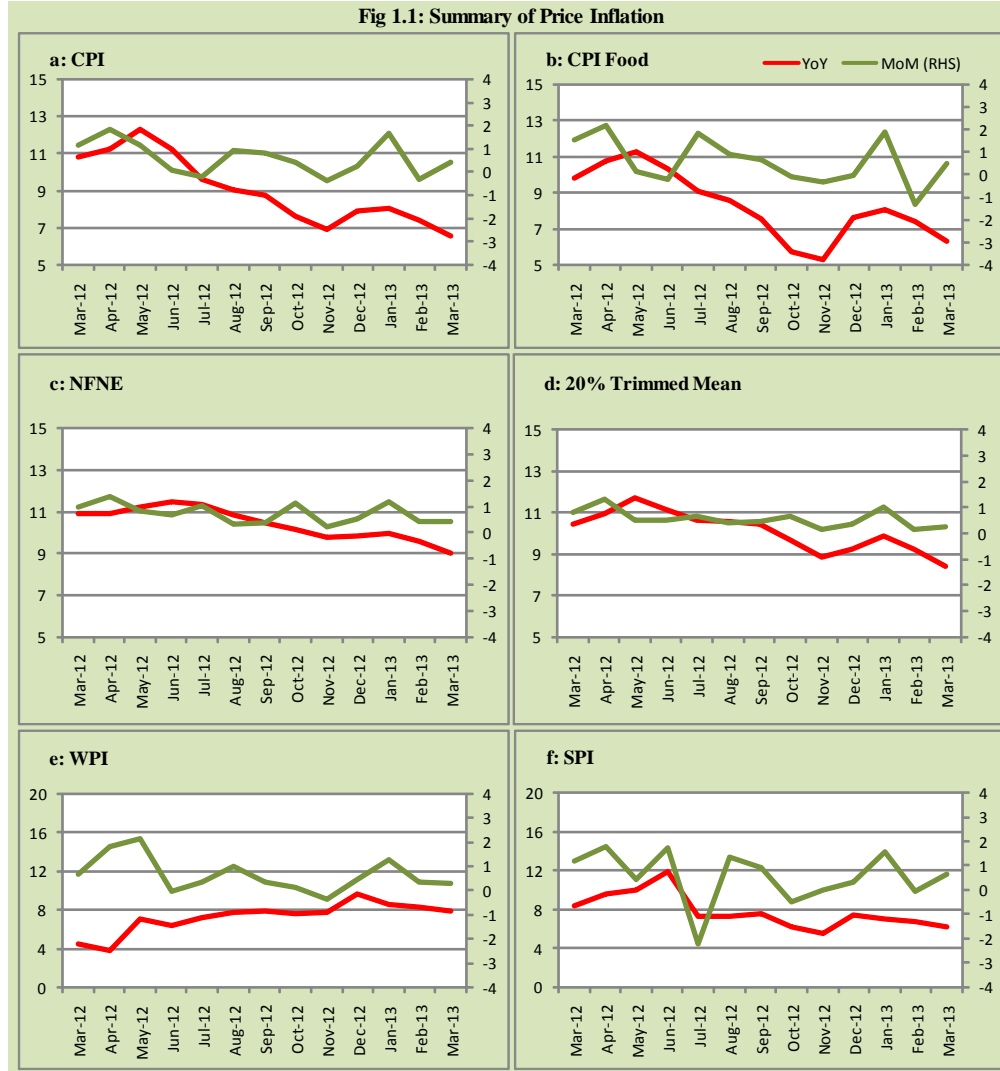 Fig 1.1: Summary of Price Inflation
a: CPI
15
13
11
9
7
5
4
3
2
1
0
-1
-2
-3
-4
Mar-12
Apr-12
May-12
Jun-12
Jul-12
Aug-12
Sep-12
Oct-12
Nov-12
Dec-12
Jan-13
Feb-13
Mar-13
b: CPI Food
YoY
MoM (RHS)
15
13
11
9
7
5
4
3
2
1
0
-1
-2
-3
-4
Mar-12
Apr-12
May-12
Jun-12
Jul-12
Aug-12
Sep-12
Oct-12
Nov-12
Dec-12
Jan-13
Feb-13
Mar-13
c: NFNE
15
13
11
9
7
5
4
3
2
1
0
-1
-2
-3
-4
Mar-12
Apr-12
May-12
Jun-12
Jul-12
Aug-12
Sep-12
Oct-12
Nov-12
Dec-12
Jan-13
Feb-13
Mar-13
d: 20% Trimmed Mean
15
13
11
9
7
5
4
3
2
1
0
-1
-2
-3
-4
Mar-12
Apr-12
May-12
Jun-12
Jul-12
Aug-12
Sep-12
Oct-12
Nov-12
Dec-12
Jan-13
Feb-13
Mar-13
e: WPI
20
16
12
8
4
0
4
3
2
1
0
-1
-2
-3
-4
Mar-12
Apr-12
May-12
Jun-12
Jul-12
Aug-12
Sep-12
Oct-12
Nov-12
Dec-12
Jan-13
Feb-13
Mar-13
f: SPI
20
16
12
8
4
0
4
3
2
1
0
-1
-2
-3
-4
Mar-12
Apr-12
May-12
Jun-12
Jul-12
Aug-12
Sep-12
Oct-12
Nov-12
Dec-12
Jan-13
Feb-13
Mar-13